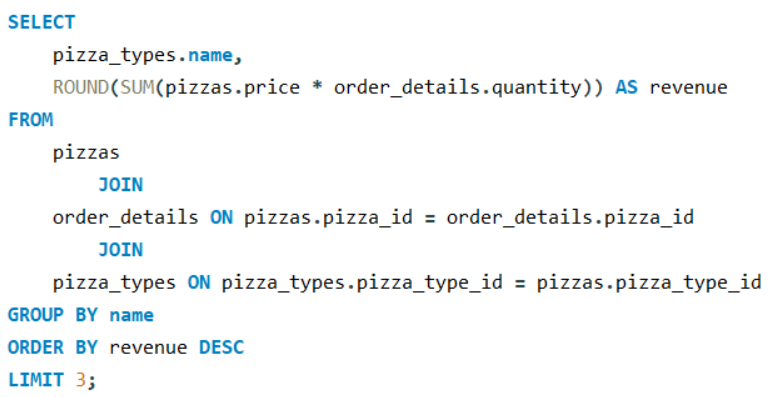 SELECT
pizza_types.name,
ROUND(SUM(pizzas.price * order_details.quantity)) AS revenue
FROM
pizzas
JOIN
order_details ON pizzas.pizza_id = order_details.pizza_id
JOIN
pizza_types ON pizza_types.pizza_type_id = pizzas.pizza_type_id
GROUP BY name
ORDER BY revenue DESC
LIMIT 3;